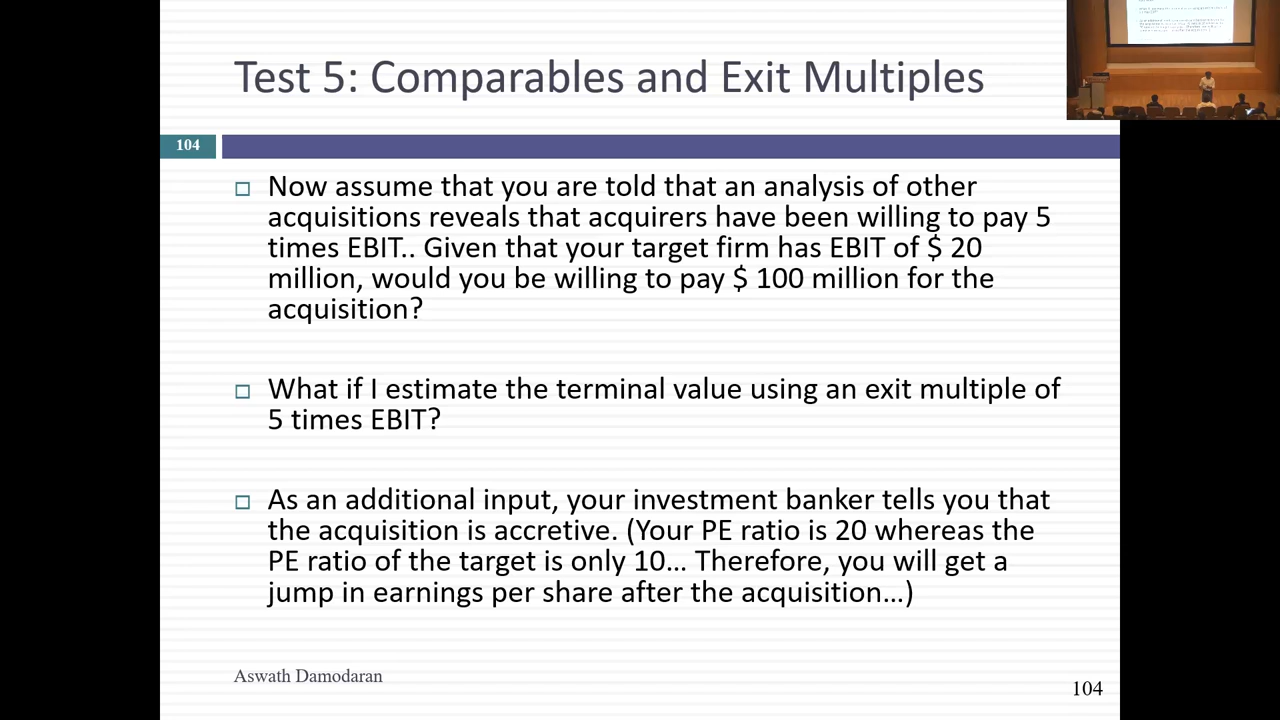 Test 5: Comparables and Exit Multiples
104
Now assume that you are told that an analysis of other
acquisitions reveals that acquirers have been willing to pay 5
times EBIT.. Given that your target firm has EBIT of $ 20
million, would you be willing to pay $ 100 million for the
acquisition?
What if I estimate the terminal value using an exit multiple of
5 times EBIT?
As an additional input, your investment banker tells you that
the acquisition is accretive. (Your PE ratio is 20 whereas the
PE ratio of the target is only 10… Therefore, you will get a
jump in earnings per share after the acquisition…)
Aswath Damodaran
104